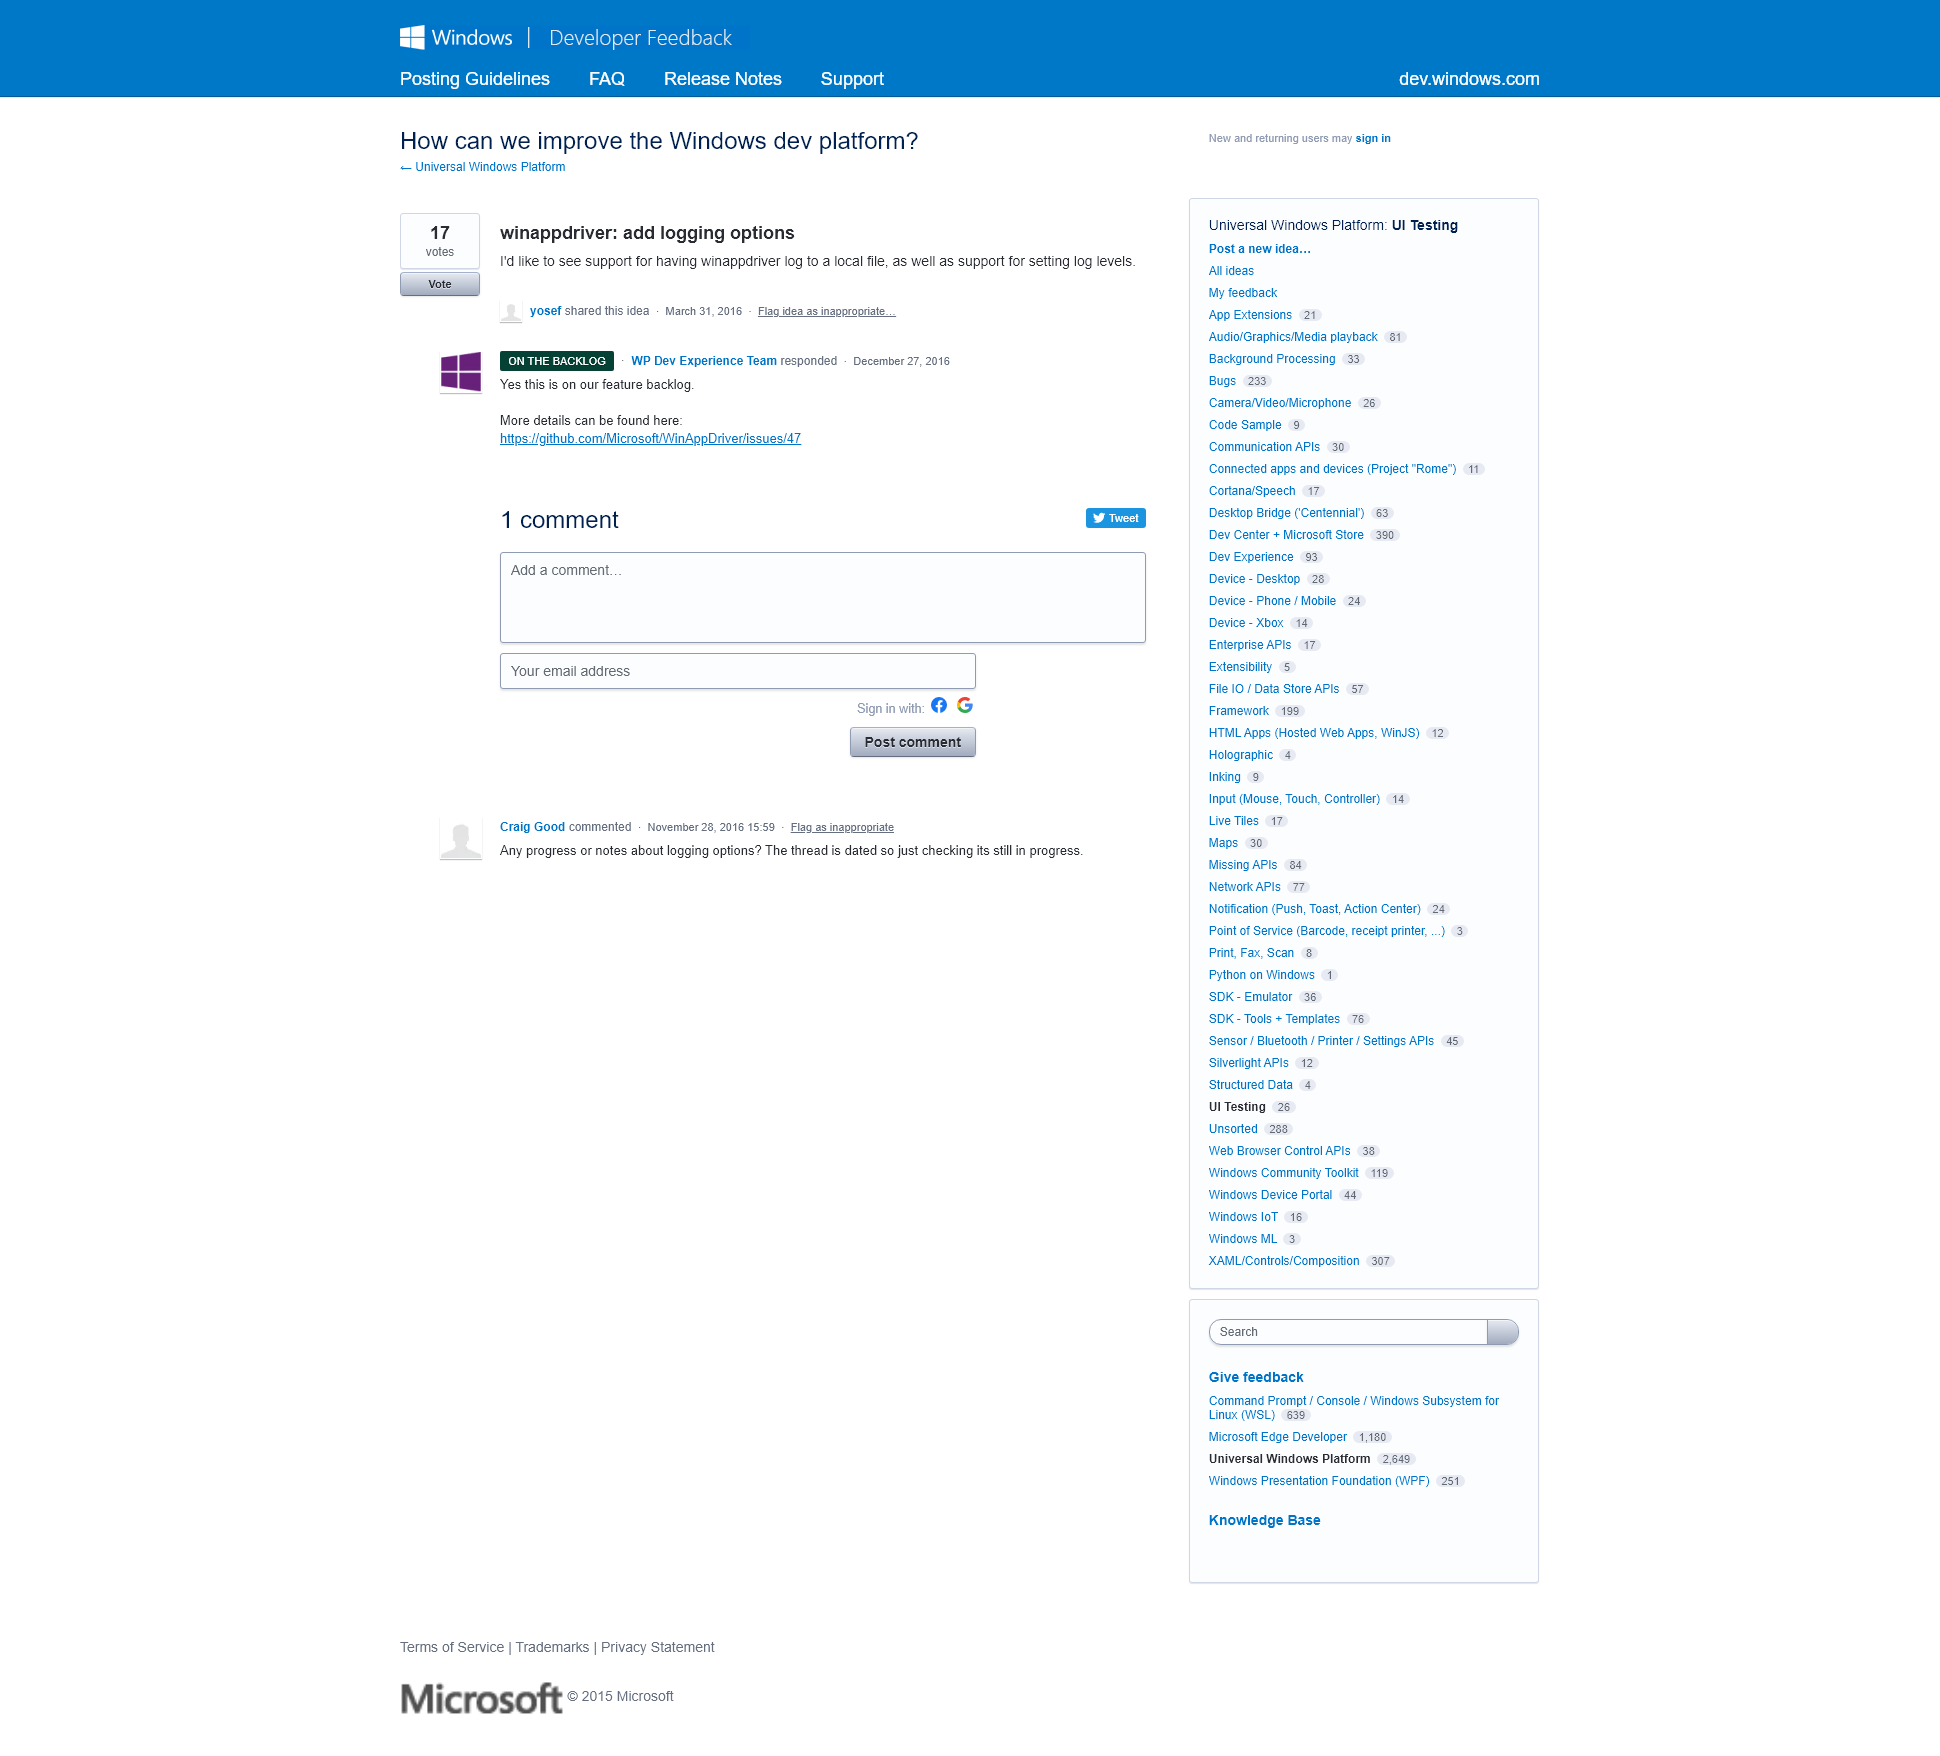 Windows | Developer Feedback
Posting Guidelines FAQ Release Notes Support dev.windows.com
How can we improve the Windows dev platform?
← Universal Windows Platform
New and returning users may sign in
17
votes
Vote
winappdriver: add logging options
I'd like to see support for having winappdriver log to a local file, as well as support for setting log levels.
yosef shared this idea · March 31, 2016 · Flag idea as inappropriate…
ON THE BACKLOG · WP Dev Experience Team responded · December 27, 2016
Yes this is on our feature backlog.
More details can be found here:
https://github.com/Microsoft/WinAppDriver/issues/47
1 comment
Tweet
Add a comment…
Your email address
Sign in with:
Post comment
Craig Good commented · November 28, 2016 15:59 · Flag as inappropriate
Any progress or notes about logging options? The thread is dated so just checking its still in progress.
Universal Windows Platform: UI Testing
Post a new idea…
All ideas
My feedback
App Extensions 21
Audio/Graphics/Media playback 81
Background Processing 33
Bugs 233
Camera/Video/Microphone 26
Code Sample 9
Communication APIs 30
Connected apps and devices (Project "Rome") 11
Cortana/Speech 17
Desktop Bridge ('Centennial') 63
Dev Center + Microsoft Store 390
Dev Experience 93
Device - Desktop 28
Device - Phone / Mobile 24
Device - Xbox 14
Enterprise APIs 17
Extensibility 5
File IO / Data Store APIs 57
Framework 199
HTML Apps (Hosted Web Apps, WinJS) 12
Holographic 4
Inking 9
Input (Mouse, Touch, Controller) 14
Live Tiles 17
Maps 30
Missing APIs 84
Network APIs 77
Notification (Push, Toast, Action Center) 24
Point of Service (Barcode, receipt printer, ...) 3
Print, Fax, Scan 8
Python on Windows 1
SDK - Emulator 36
SDK - Tools + Templates 76
Sensor / Bluetooth / Printer / Settings APIs 45
Silverlight APIs 12
Structured Data 4
UI Testing 26
Unsorted 288
Web Browser Control APIs 38
Windows Community Toolkit 119
Windows Device Portal 44
Windows IoT 16
Windows ML 3
XAML/Controls/Composition 307
Search
Give feedback
Command Prompt / Console / Windows Subsystem for
Linux (WSL) 639
Microsoft Edge Developer 1,180
Universal Windows Platform 2,649
Windows Presentation Foundation (WPF) 251
Knowledge Base
Terms of Service | Trademarks | Privacy Statement
Microsoft © 2015 Microsoft